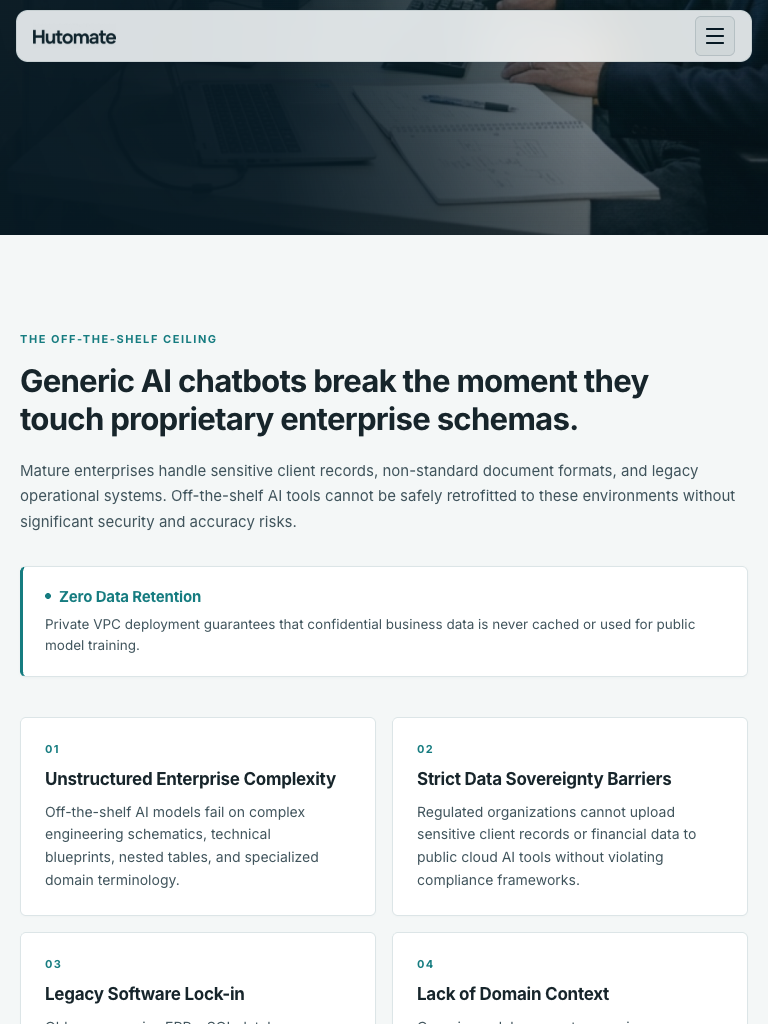 Hutomate
THE OFF-THE-SHELF CEILING
Generic AI chatbots break the moment they
touch proprietary enterprise schemas.
Mature enterprises handle sensitive client records, non-standard document formats, and legacy
operational systems. Off-the-shelf AI tools cannot be safely retrofitted to these environments without
significant security and accuracy risks.
Zero Data Retention
Private VPC deployment guarantees that confidential business data is never cached or used for public
model training.
01
Unstructured Enterprise Complexity
Off-the-shelf AI models fail on complex
engineering schematics, technical
blueprints, nested tables, and specialized
domain terminology.
02
Strict Data Sovereignty Barriers
Regulated organizations cannot upload
sensitive client records or financial data to
public cloud AI tools without violating
compliance frameworks.
03
Legacy Software Lock-in
04
Lack of Domain Context